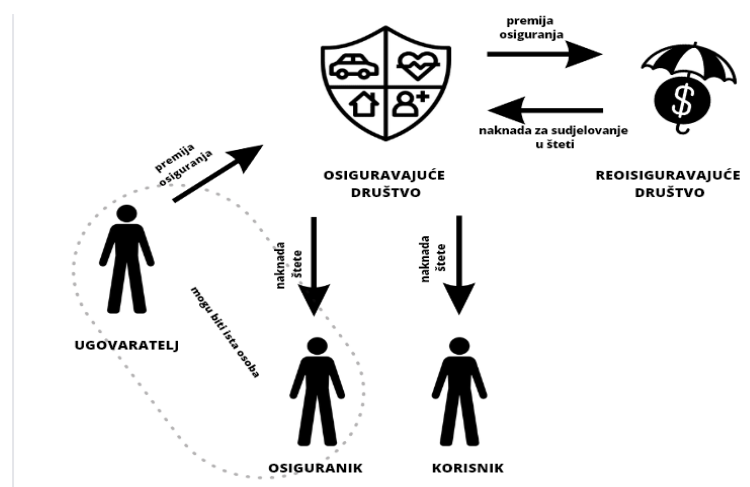 premija
osiguranja
naknada za sudjelovanje
u šteti
OSIGURAVAJUĆE
DRUŠTVO
REOISIGURAVAJUĆE
DRUŠTVO
premija
osiguranja
naknada
štete
naknada
štete
mogu biti ista osoba
UGOVARATELJ
OSIGURANIK
KORISNIK